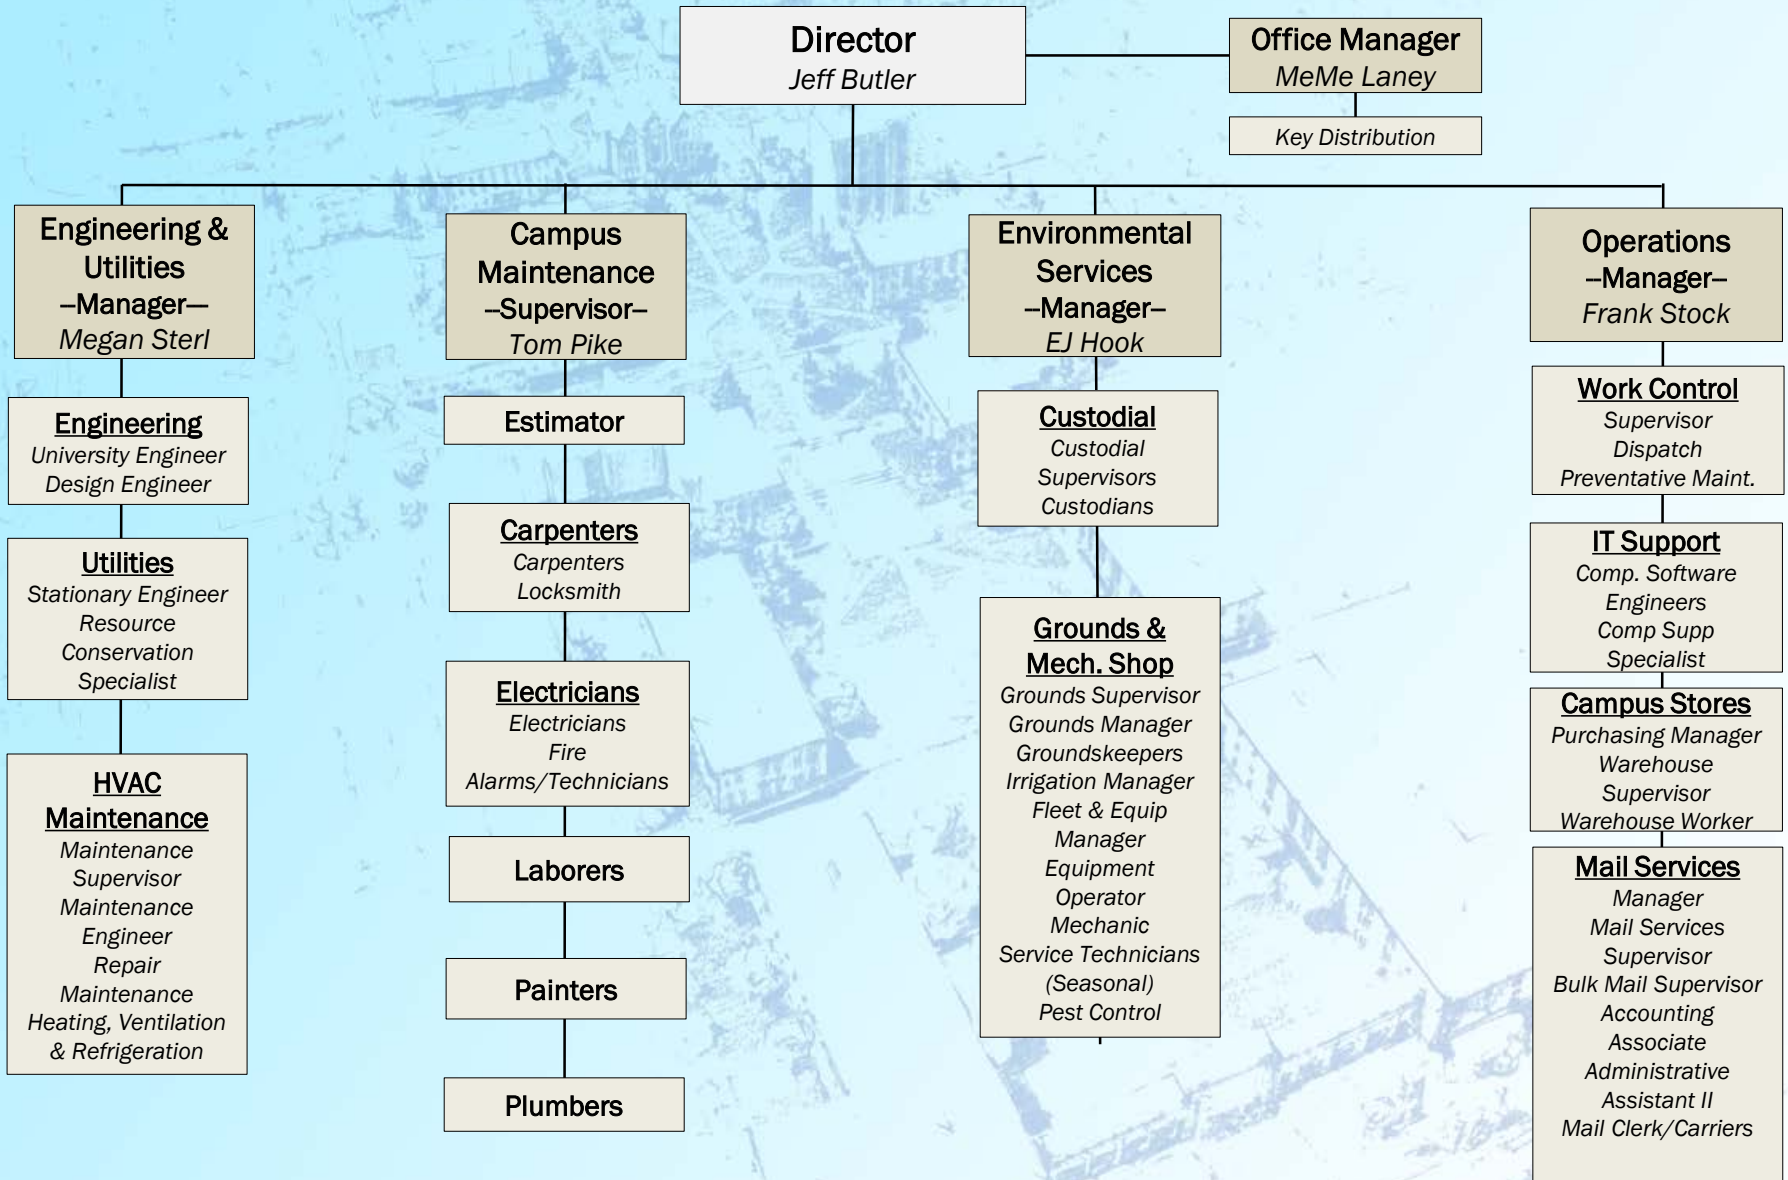 Director
Jeff Butler
Office Manager
MeMe Laney
Key Distribution
Engineering &
Utilities
--Manager---
Megan Sterl
Engineering
University Engineer
Design Engineer
Utilities
Stationary Engineer
Resource
Conservation
Specialist
HVAC
Maintenance
Maintenance
Supervisor
Maintenance
Engineer
Repair
Maintenance
Heating, Ventilation
& Refrigeration
Campus
Maintenance
--Supervisor--
Tom Pike
Estimator
Carpenters
Carpenters
Locksmith
Electricians
Electricians
Fire
Alarms/Technicians
Laborers
Painters
Plumbers
Environmental
Services
--Manager--
EJ Hook
Custodial
Custodial
Supervisors
Custodians
Grounds &
Mech. Shop
Grounds Supervisor
Grounds Manager
Groundskeepers
Irrigation Manager
Fleet & Equip
Manager
Equipment
Operator
Mechanic
Service Technicians
(Seasonal)
Pest Control
Operations
--Manager--
Frank Stock
Work Control
Supervisor
Dispatch
Preventative Maint.
IT Support
Comp. Software
Engineers
Comp Supp
Specialist
Campus Stores
Purchasing Manager
Warehouse
Supervisor
Warehouse Worker
Mail Services
Manager
Mail Services
Supervisor
Bulk Mail Supervisor
Accounting
Associate
Administrative
Assistant II
Mail Clerk/Carriers